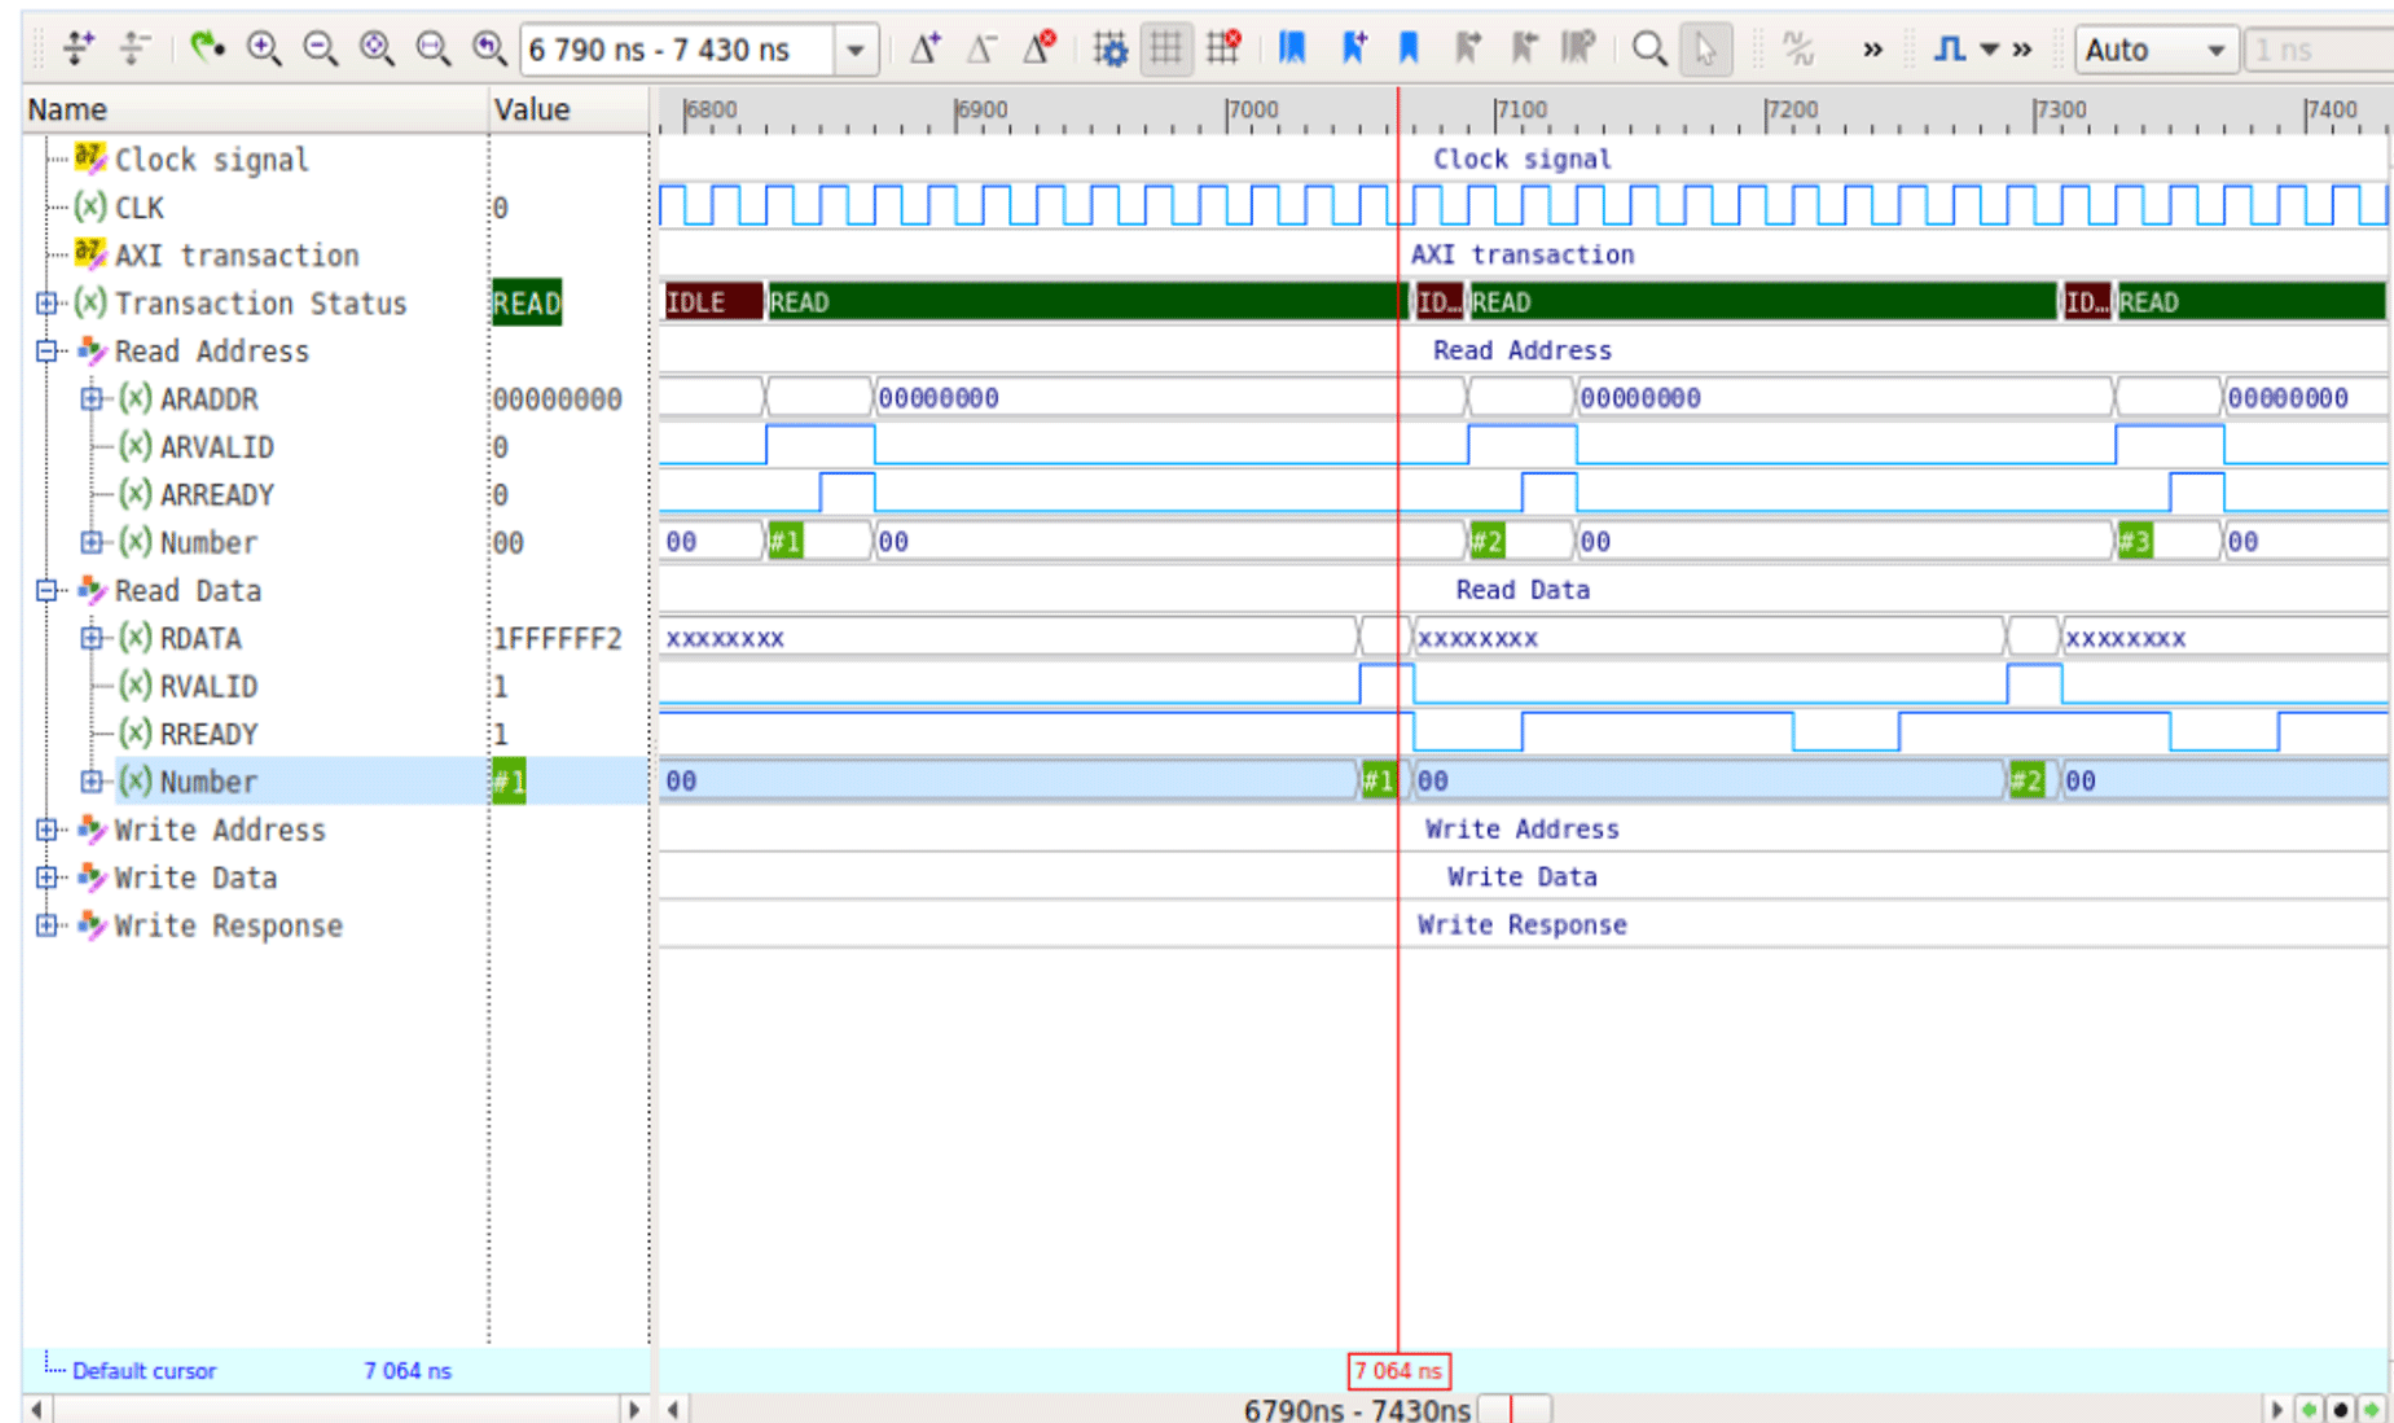 6 790 ns - 7 430 ns » » Auto 1 ns
Name Value 6800 6900 7000 7100 7200 7300 7400
Clock signal Clock signal
(x) CLK 0
AXI transaction AXI transaction
(x) Transaction Status READ IDLE READ ID... READ ID... READ
Read Address Read Address
(x) ARADDR 00000000 00000000 00000000 00000000
(x) ARVALID 0
(x) ARREADY 0
(x) Number 00 00 #1 00 #2 00 #3 00
Read Data Read Data
(x) RDATA 1FFFFFF2 xxxxxxxx xxxxxxxx xxxxxxxx
(x) RVALID 1
(x) RREADY 1
(x) Number #1 00 #1 00 #2 00
Write Address Write Address
Write Data Write Data
Write Response Write Response
Default cursor 7 064 ns 7 064 ns
6790ns - 7430ns